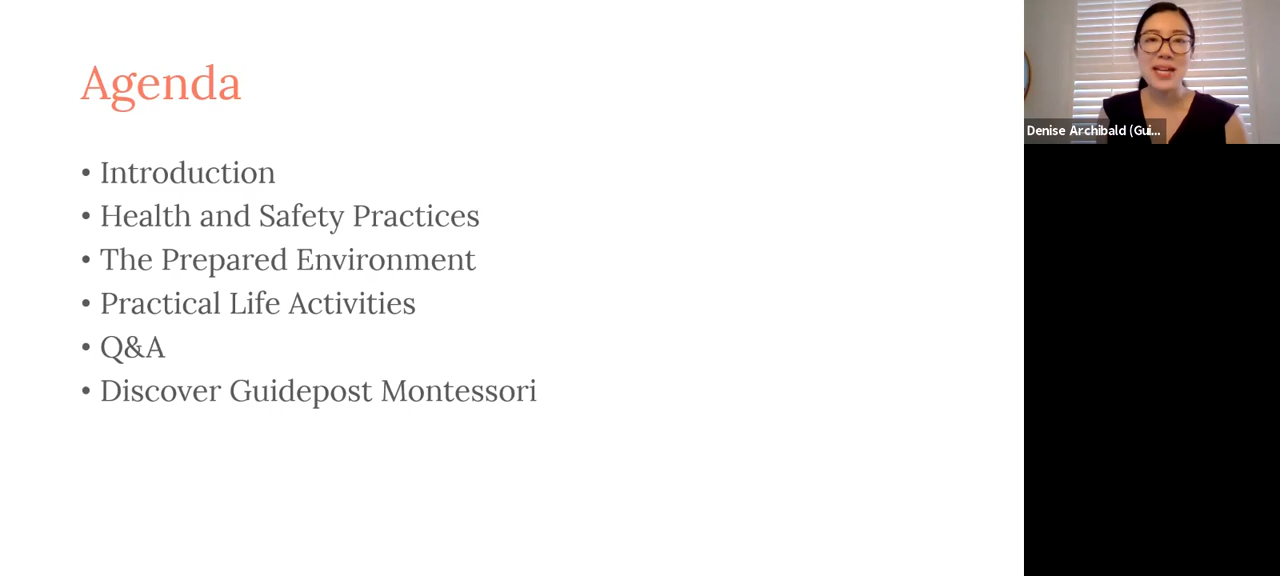 Agenda
• Introduction
• Health and Safety Practices
• The Prepared Environment
• Practical Life Activities
• Q&A
• Discover Guidepost Montessori
Denise Archibald (Gui...